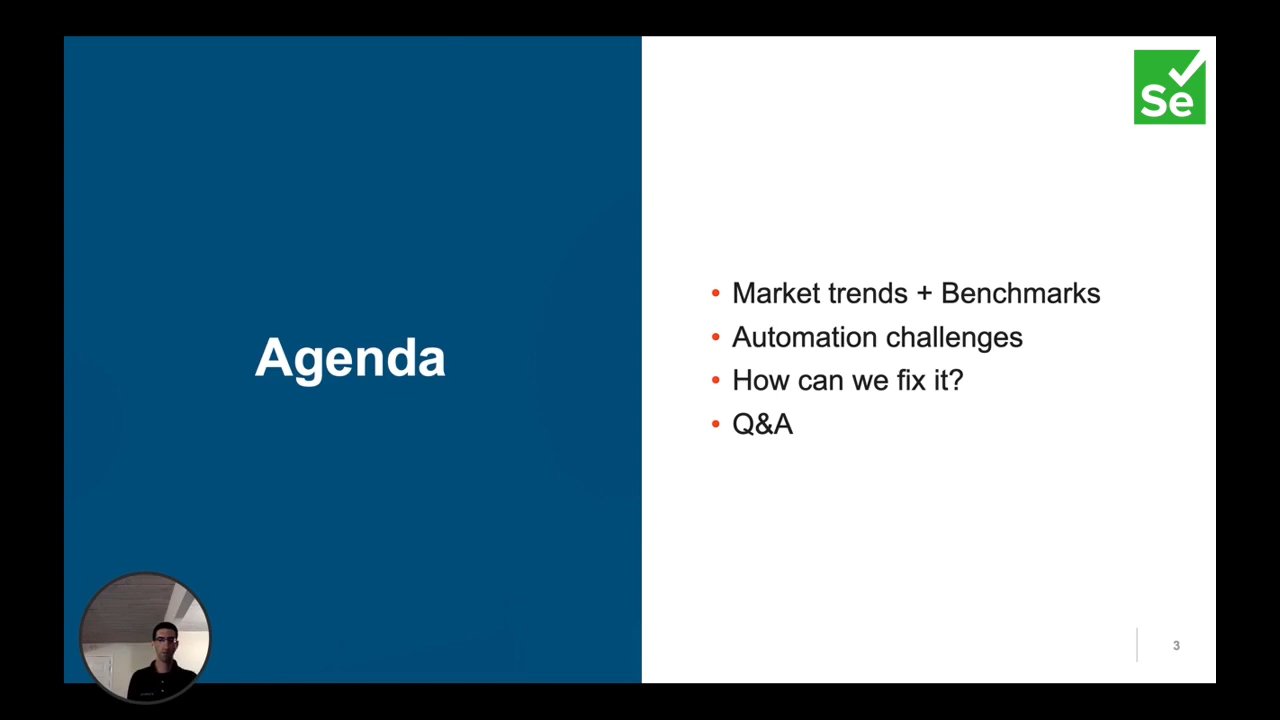 Se
Agenda
• Market trends + Benchmarks
• Automation challenges
• How can we fix it?
• Q&A
3